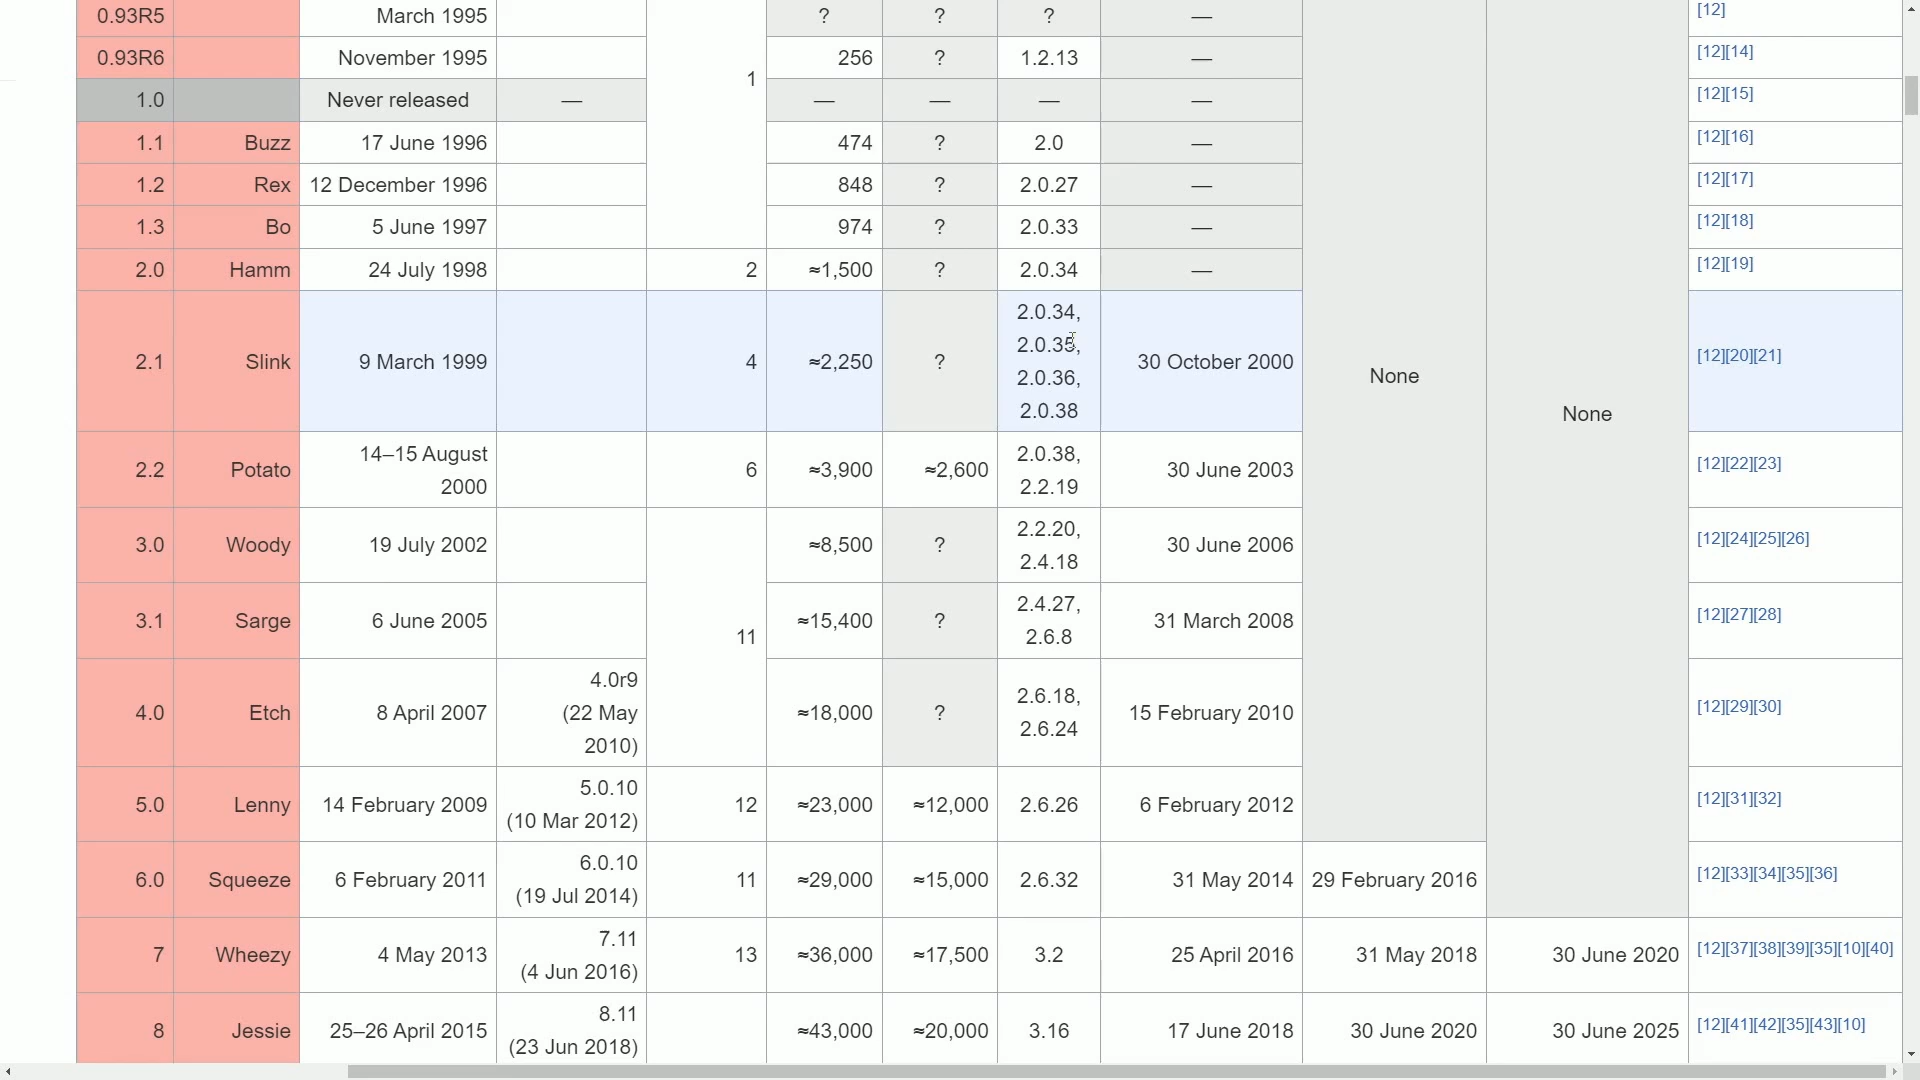 0.93R5 March 1995 ? ? ? — [12]
0.93R6 November 1995 256 ? 1.2.13 — [12][14]
1
1.0 Never released — — — — — [12][15]
1.1 Buzz 17 June 1996 474 ? 2.0 — [12][16]
1.2 Rex 12 December 1996 848 ? 2.0.27 — [12][17]
1.3 Bo 5 June 1997 974 ? 2.0.33 — [12][18]
2.0 Hamm 24 July 1998 2 ≈1,500 ? 2.0.34 — [12][19]
2.0.34,
2.0.35,
2.1 Slink 9 March 1999 4 ≈2,250 ? 30 October 2000 [12][20][21]
None
2.0.36,
2.0.38
None
14–15 August 2.0.38,
2.2 Potato 6 ≈3,900 ≈2,600 30 June 2003 [12][22][23]
2000 2.2.19
2.2.20,
3.0 Woody 19 July 2002 ≈8,500 ? 30 June 2006 [12][24][25][26]
2.4.18
2.4.27,
3.1 Sarge 6 June 2005 ≈15,400 ? 31 March 2008 [12][27][28]
11 2.6.8
4.0r9
2.6.18,
4.0 Etch 8 April 2007 (22 May ≈18,000 ? 15 February 2010 [12][29][30]
2.6.24
2010)
5.0.10
5.0 Lenny 14 February 2009 12 ≈23,000 ≈12,000 2.6.26 6 February 2012 [12][31][32]
(10 Mar 2012)
6.0.10
6.0 Squeeze 6 February 2011 11 ≈29,000 ≈15,000 2.6.32 31 May 2014 29 February 2016 [12][33][34][35][36]
(19 Jul 2014)
7.11
7 Wheezy 4 May 2013 13 ≈36,000 ≈17,500 3.2 25 April 2016 31 May 2018 30 June 2020 [12][37][38][39][35][10][40]
(4 Jun 2016)
8.11
8 Jessie 25–26 April 2015 ≈43,000 ≈20,000 3.16 17 June 2018 30 June 2020 30 June 2025 [12][41][42][35][43][10]
(23 Jun 2018)